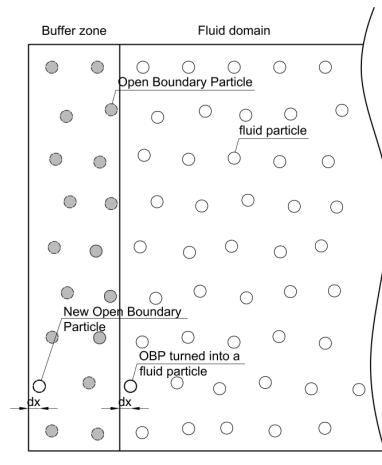 Buffer zone
Fluid domain
Open Boundary Particle
fluid particle
New Open Boundary
Particle
OBP turned into a
fluid particle
dx
dx